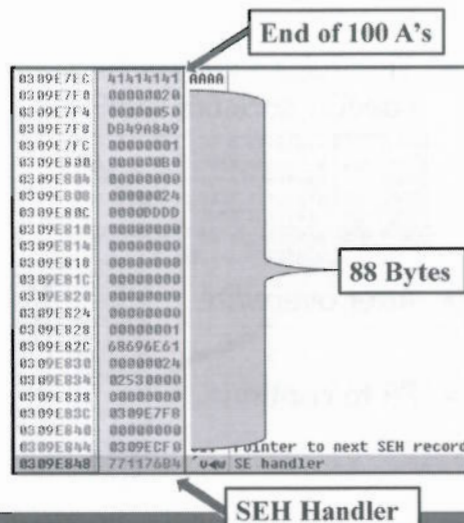 End of 100 A's
0309E7EC 41414141 AAAA
0309E7F0 00000020
0309E7F4 00000050
0309E7F8 DB49A849
0309E7FC 00000001
0309E800 000000B0
0309E804 00000000
0309E808 00000024
0309E80C 0000DDDD
0309E810 00000000
0309E814 00000000
0309E818 00000000
0309E81C 00000000
0309E820 00000000
0309E824 00000000
0309E828 00000001
0309E82C 68696E61
0309E830 00000024
0309E834 02530000
0309E838 00000000
0309E83C 0309E7F8
0309E840 00000000
0309E844 0309ECF0 Pointer to next SEH record
0309E848 SE handler
88 Bytes
SEH Handler